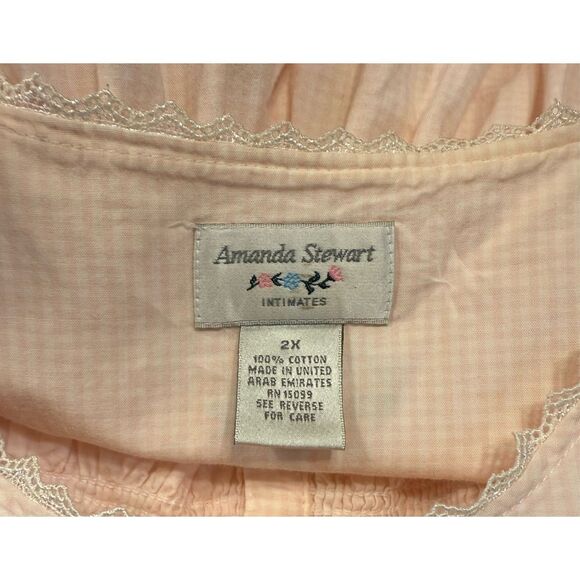 Amanda Stewart
INTIMATES
2X
100% COTTON
MADE IN UNITED
ARAB EMIRATES
RN 15099
SEE REVERSE
FOR CARE